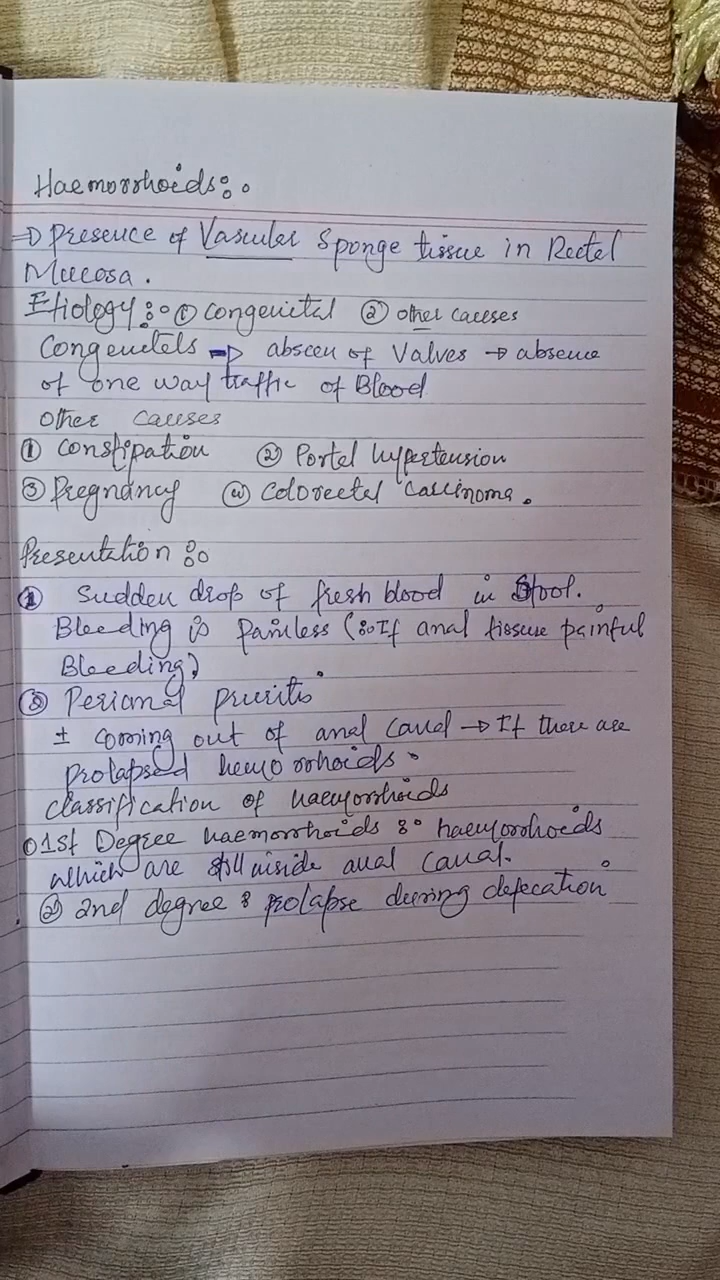 Haemorrhoids:
⇒ Presence of Vascular Sponge tissue in Rectal
Mucosa.
Etiology: ① Congenital ② other causes
Congenitals → absceu of Valves → absence
of one way traffic of Blood
Other causes
① Constipation ② Portal hypertension
③ Pregnancy ④ Colorectal Carcinoma.
Presentation:
① Sudden drop of fresh blood in Stool.
Bleeding is Painless (∴If anal fissure painful
Bleeding)
② Perianal pruritis
± Coming out of anal canal → If there are
prolapsed hemorrhoids.
Classification of haemorrhoids
① 1st Degree haemorrhoids: haemorrhoids
which are still inside anal canal.
② 2nd degree: prolapse during defecation